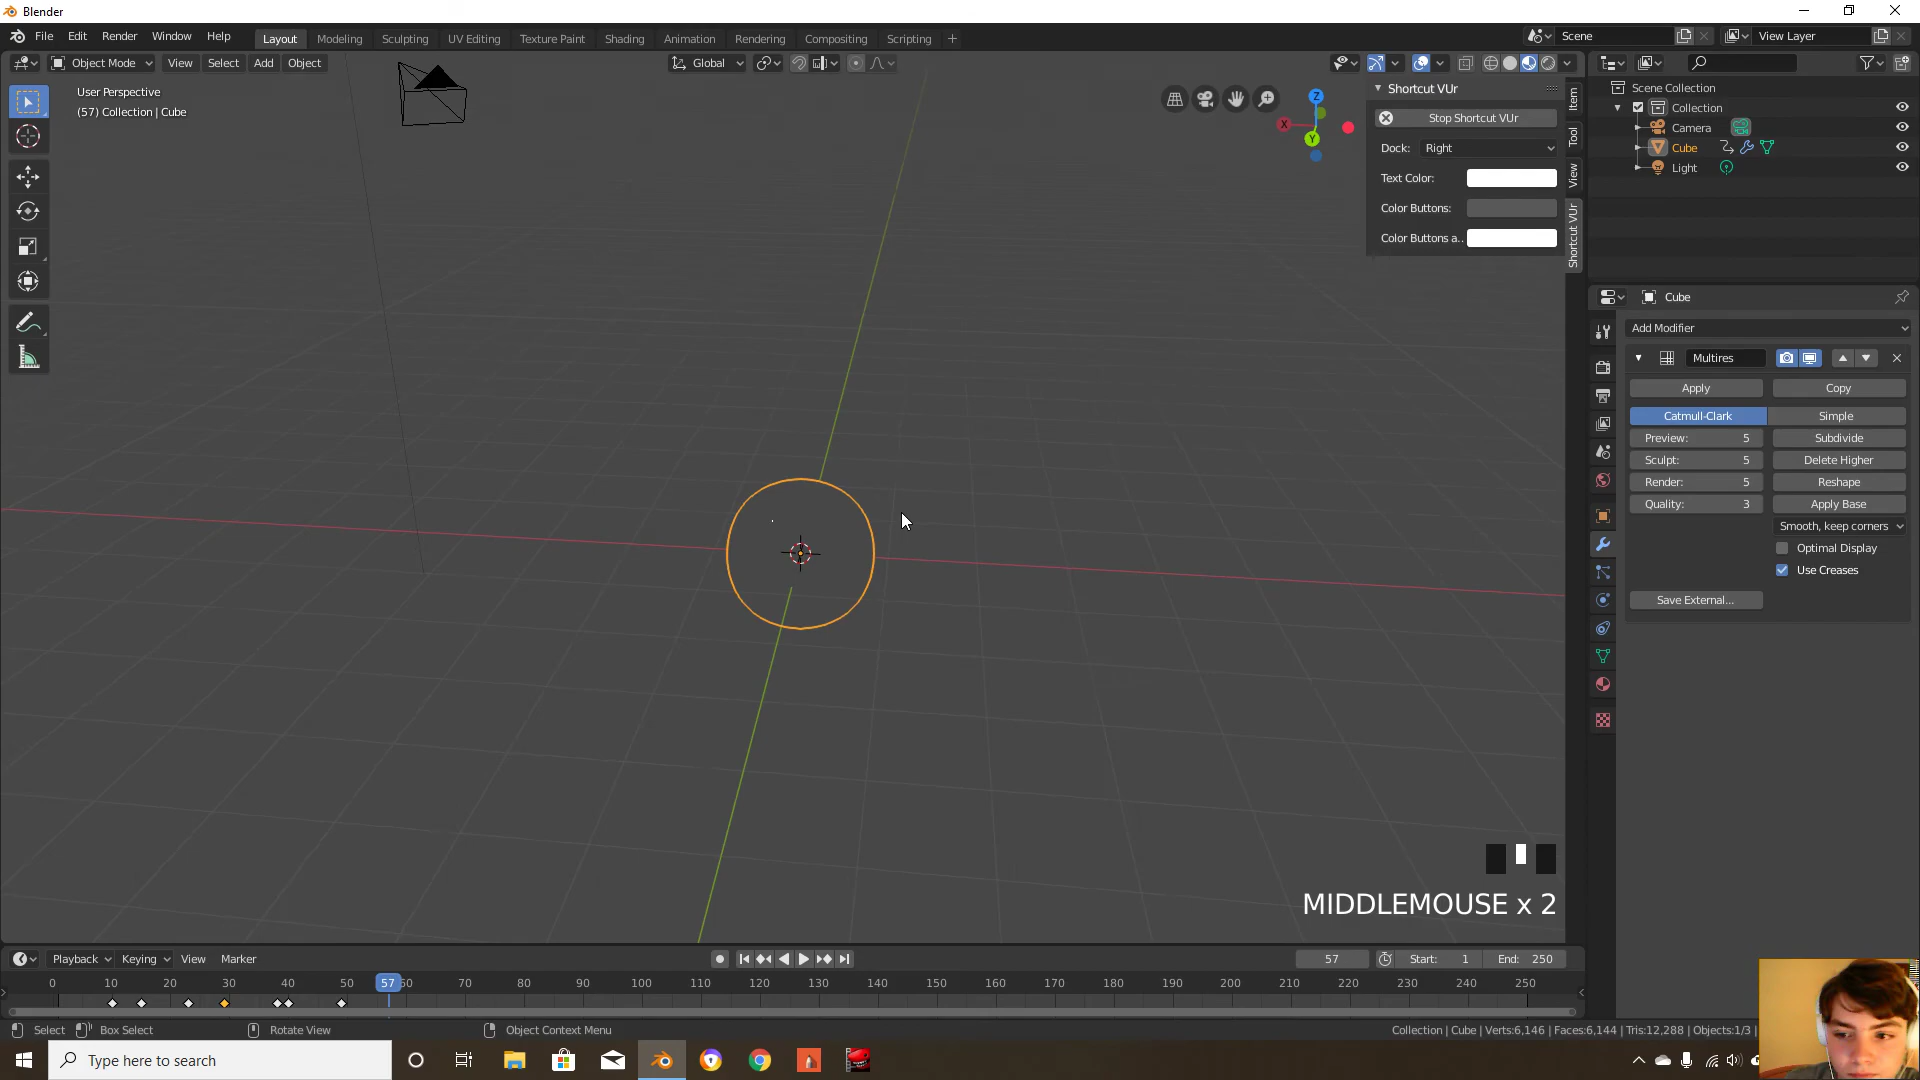 Blender
File Edit Render Window Help
Layout Modeling Sculpting UV Editing Texture Paint Shading Animation Rendering Compositing Scripting +
Scene
View Layer
Object Mode View Select Add Object
Global
User Perspective
(57) Collection | Cube
Z
X
Y
Shortcut VUr
Stop Shortcut VUr
Dock: Right
Text Color:
Color Buttons:
Color Buttons a..
Item
Tool
View
Shortcut VUr
Scene Collection
Collection
Camera
Cube
Light
Cube
Add Modifier
Multires
Apply Copy
Catmull-Clark Simple
Preview: 5 Subdivide
Sculpt: 5 Delete Higher
Render: 5 Reshape
Quality: 3 Apply Base
Smooth, keep corners
Optimal Display
Use Creases
Save External...
MIDDLEMOUSE x 2
Playback Keying View Marker
57 Start: 1 End: 250
0 10 20 30 40 50 57 60 70 80 90 100 110 120 130 140 150 160 170 180 190 200 210 220 230 240 250
Select Box Select Rotate View Object Context Menu
Collection | Cube | Verts:6,146 | Faces:6,144 | Tris:12,288 | Objects:1/3 |
Type here to search